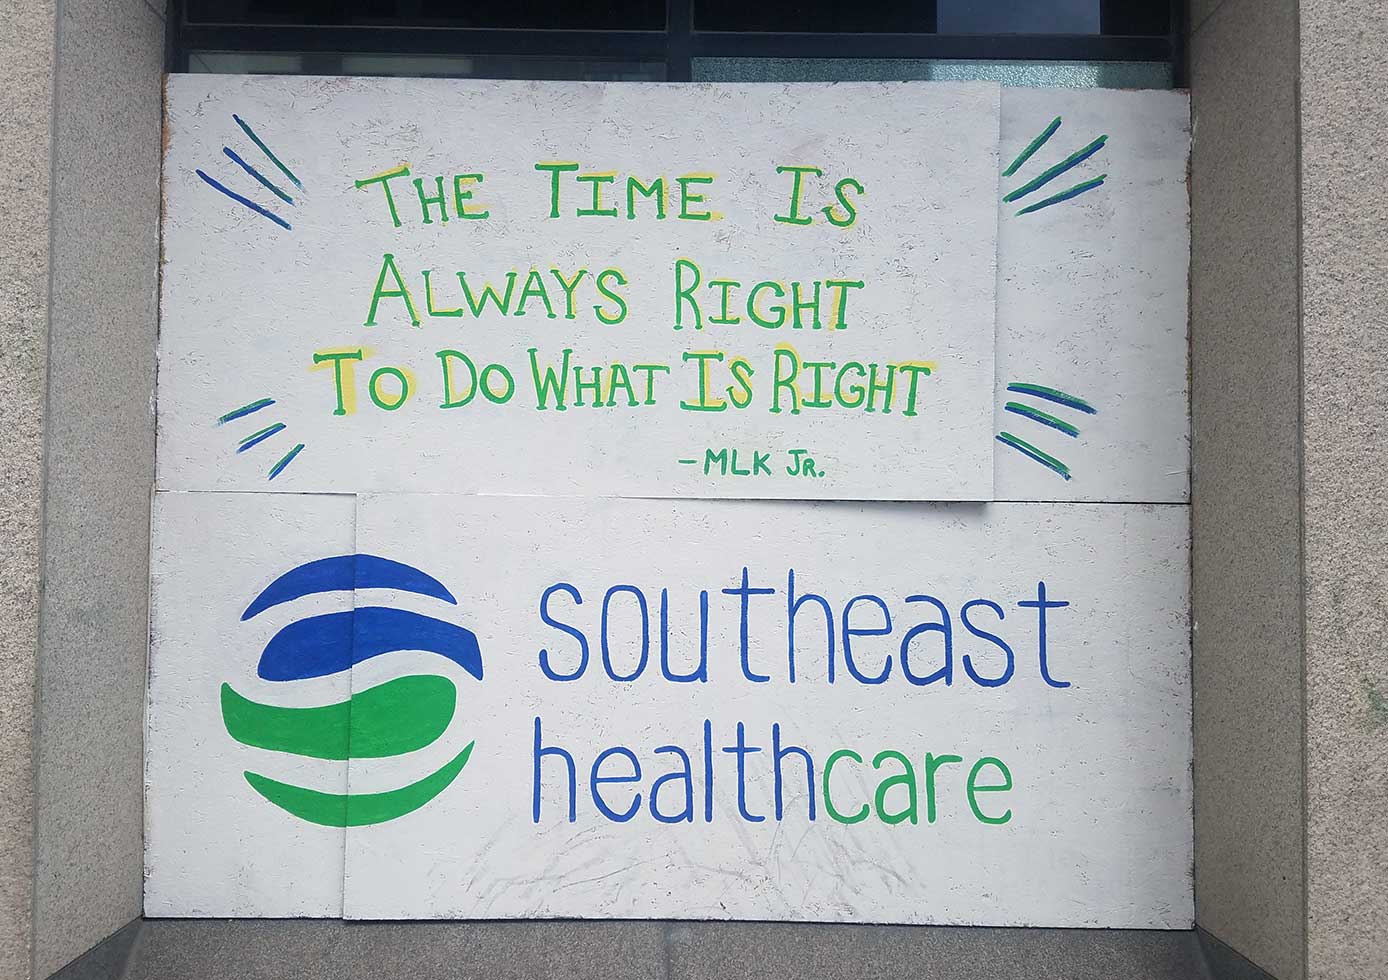 THE TIME IS
ALWAYS RIGHT
TO DO WHAT IS RIGHT
-MLK JR.
southeast
healthcare